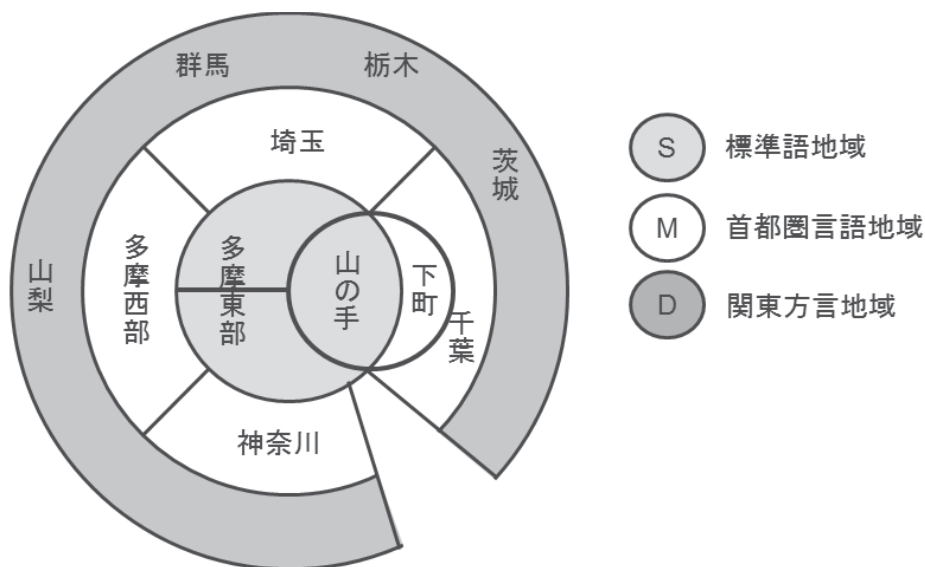 群馬
栃木
埼玉
茨城
山梨
多摩西部
多摩東部
山の手
下町
千葉
神奈川
S 標準語地域
M 首都圏言語地域
D 関東方言地域